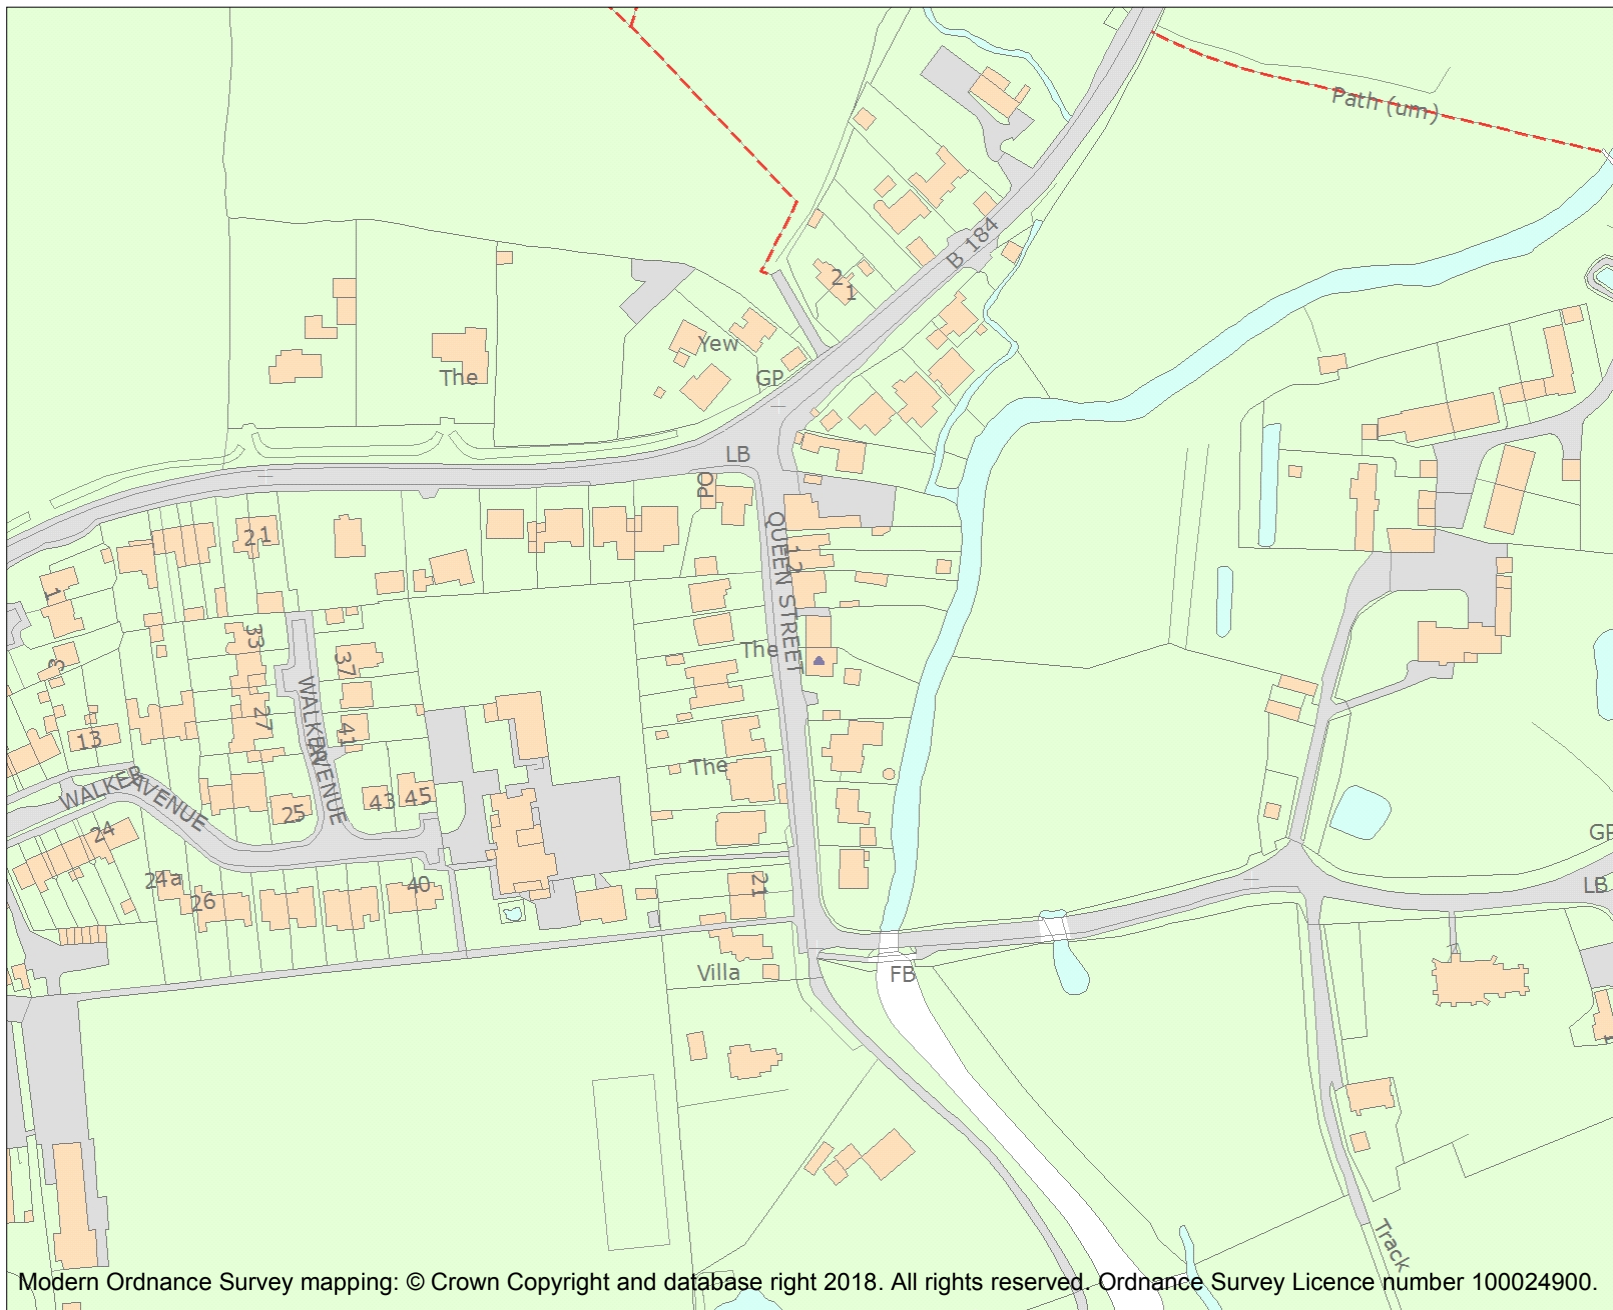 Path (um)
B 184
2
1
Yew
The
GP
LB
PO
21
QUEEN STREET
1
2
1
3
33
37
The
WALKER AVENUE
27
41
13
The
WALKER AVENUE
25
43
45
24
GP
24a
26
40
21
LB
Villa
FB
Track
Modern Ordnance Survey mapping: © Crown Copyright and database right 2018. All rights reserved. Ordnance Survey Licence number 100024900.